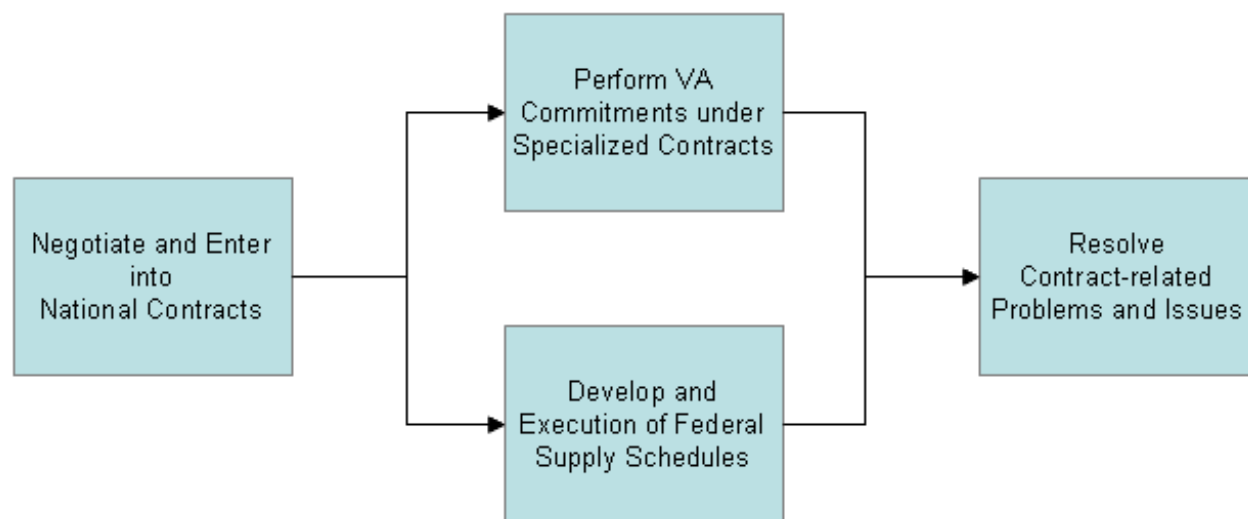 Negotiate and Enter
into
National Contracts
Perform VA
Commitments under
Specialized Contracts
Develop and
Execution of Federal
Supply Schedules
Resolve
Contract-related
Problems and Issues